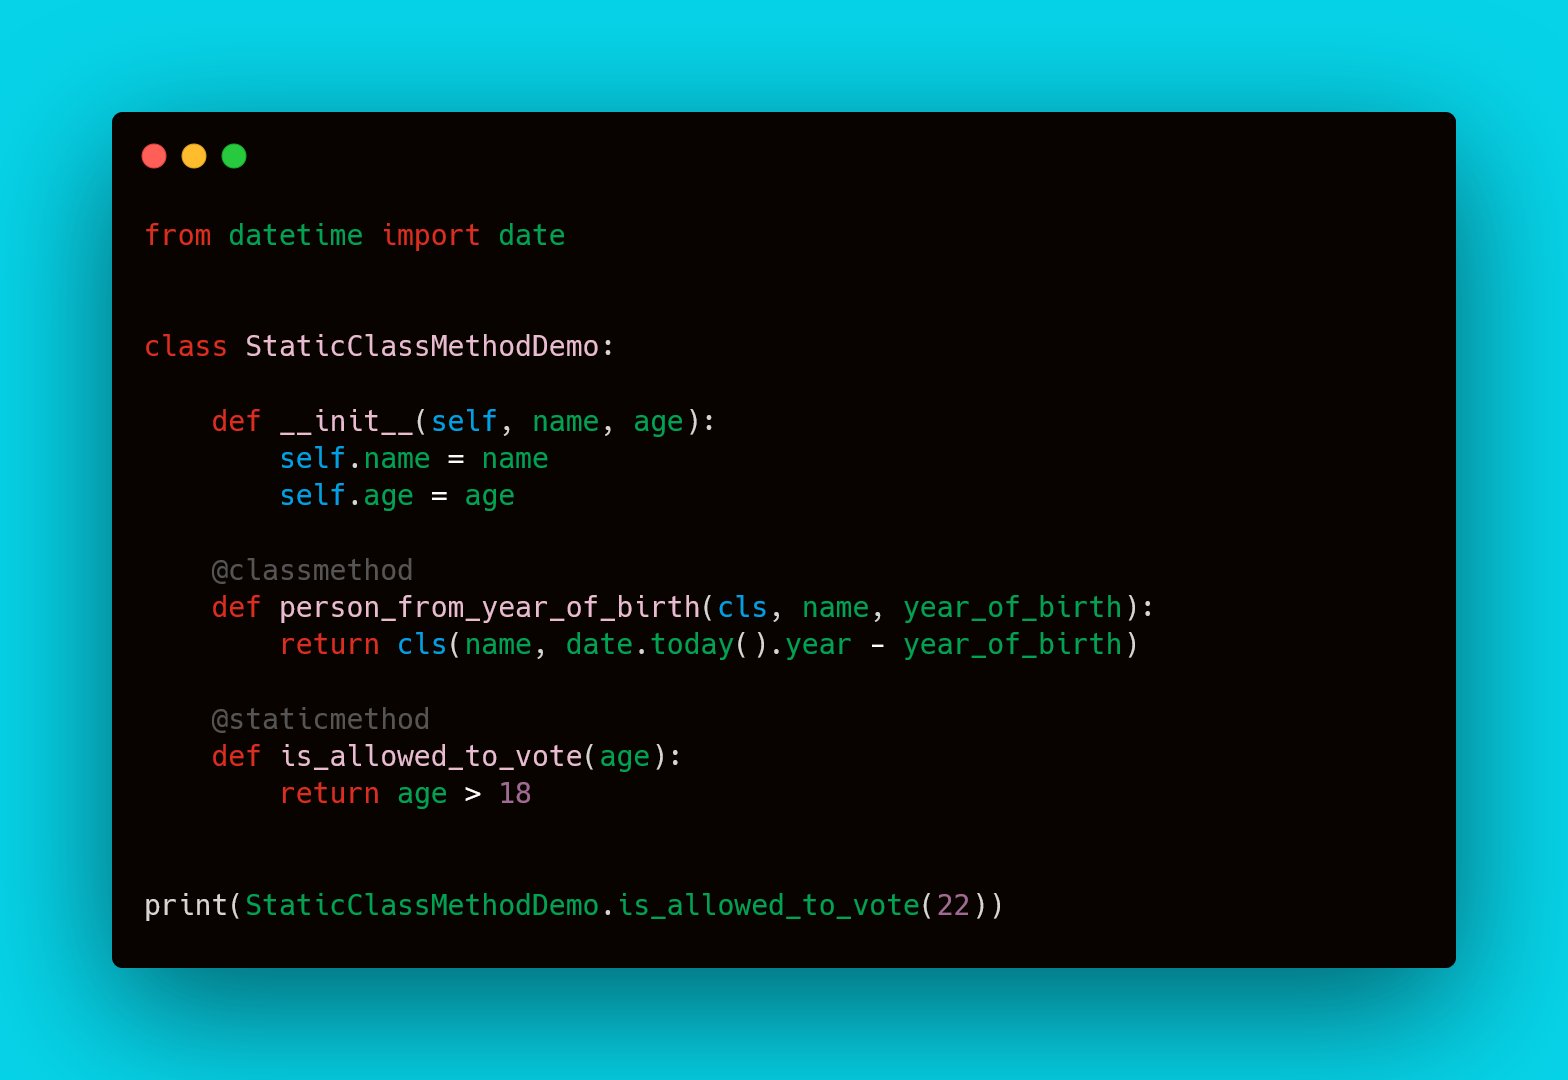 from datetime import date
class StaticClassMethodDemo:
    def __init__(self, name, age):
        self.name = name
        self.age = age
    @classmethod
    def person_from_year_of_birth(cls, name, year_of_birth):
        return cls(name, date.today().year - year_of_birth)
    @staticmethod
    def is_allowed_to_vote(age):
        return age > 18
print(StaticClassMethodDemo.is_allowed_to_vote(22))